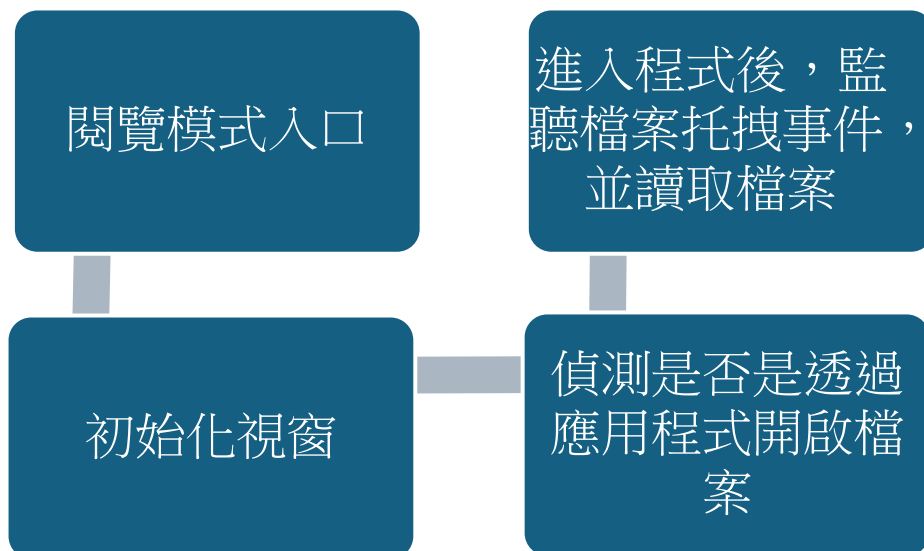 閱覽模式入口
初始化視窗
偵測是否是透過
應用程式開啟檔
案
進入程式後，監
聽檔案托拽事件，
並讀取檔案